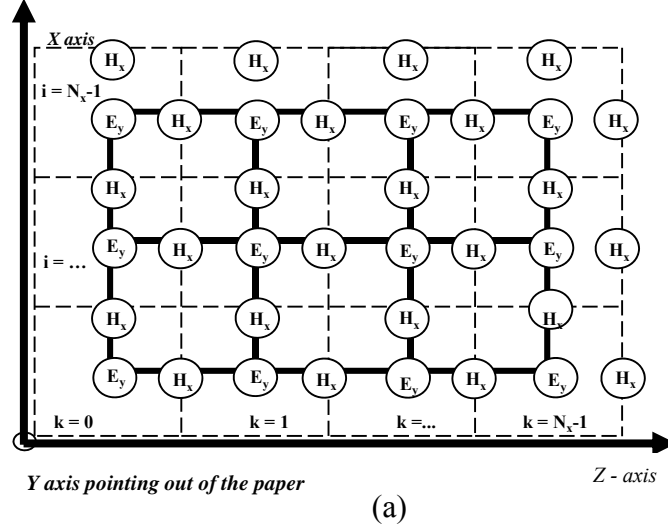 X axis
Hx Hx Hx Hx
i = Nx-1
Ey Hx Ey Hx Ey Hx Ey Hx
Hx Hx Hx Hx
i = ...
Ey Hx Ey Hx Ey Hx Ey Hx
Hx Hx Hx Hx
Ey Hx Ey Hx Ey Hx Ey Hx
k = 0 k = 1 k =... k = Nx-1
Y axis pointing out of the paper Z - axis
(a)